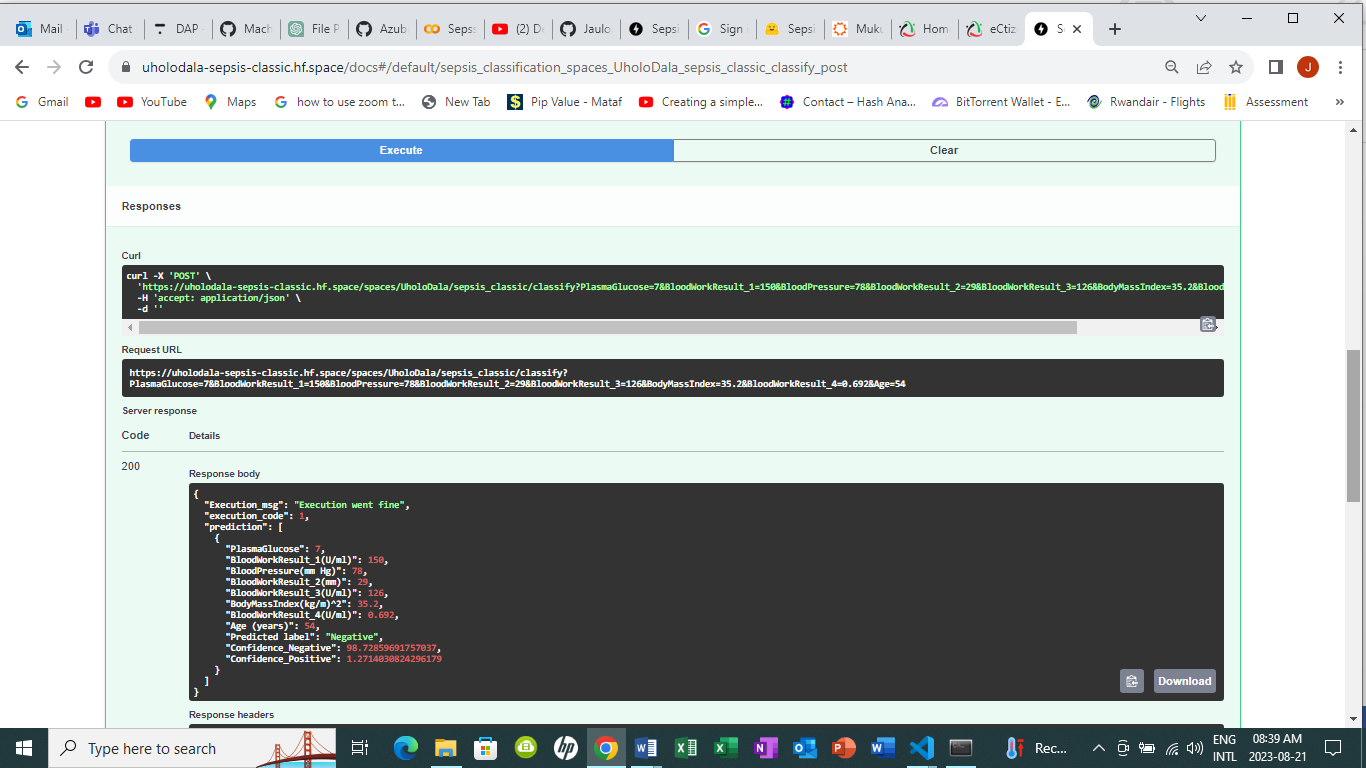 Mail
Chat
DAP
Mach
File P
Azub
Seps
(2) D
Jaulo
Sepsi
Sign
Sepsi
Muku
Hom
eCtiz
S
uholodala-sepsis-classic.hf.space/docs#/default/sepsis_classification_spaces_UholoDala_sepsis_classic_classify_post
J
Gmail
YouTube
Maps
how to use zoom t...
New Tab
Pip Value - Mataf
Creating a simple...
Contact – Hash Ana...
BitTorrent Wallet - E...
Rwandair - Flights
Assessment
»
Execute
Clear
Responses
Curl
curl -X 'POST' \
'https://uholodala-sepsis-classic.hf.space/spaces/UholoDala/sepsis_classic/classify?PlasmaGlucose=7&BloodWorkResult_1=150&BloodPressure=78&BloodWorkResult_2=29&BloodWorkResult_3=126&BodyMassIndex=35.2&Blood
-H 'accept: application/json' \
-d ''
Request URL
https://uholodala-sepsis-classic.hf.space/spaces/UholoDala/sepsis_classic/classify?
PlasmaGlucose=7&BloodWorkResult_1=150&BloodPressure=78&BloodWorkResult_2=29&BloodWorkResult_3=126&BodyMassIndex=35.2&BloodWorkResult_4=0.692&Age=54
Server response
Code
Details
200
Response body
{
"Execution_msg": "Execution went fine",
"execution_code": 1,
"prediction": [
{
"PlasmaGlucose": 7,
"BloodWorkResult_1(U/ml)": 150,
"BloodPressure(mm Hg)": 78,
"BloodWorkResult_2(mm)": 29,
"BloodWorkResult_3(U/ml)": 126,
"BodyMassIndex(kg/m)^2": 35.2,
"BloodWorkResult_4(U/ml)": 0.692,
"Age (years)": 54,
"Predicted label": "Negative",
"Confidence_Negative": 98.72859691757037,
"Confidence_Positive": 1.2714030824296179
}
]
}
Download
Response headers
Type here to search
Rec...
ENG
INTL
08:39 AM
2023-08-21